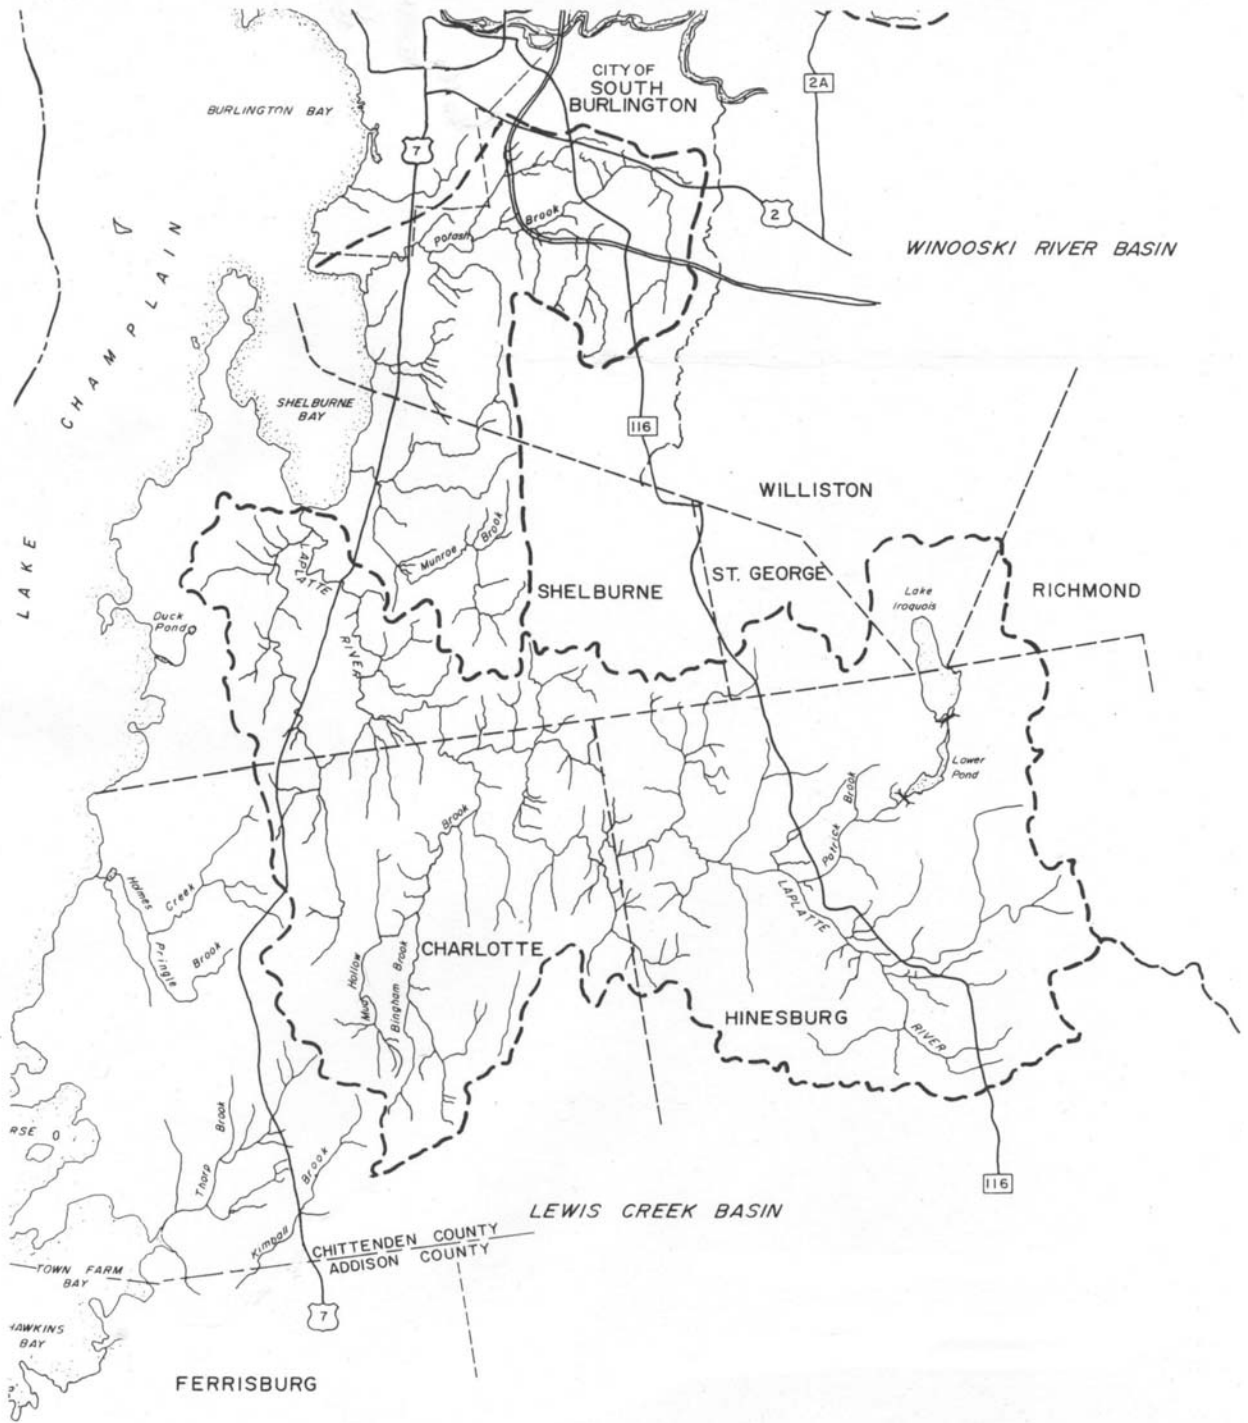 CITY OF
SOUTH
BURLINGTON
2A
BURLINGTON BAY
7
2
Potash
Brook
WINOOSKI RIVER BASIN
LAKE CHAMPLAIN
SHELBURNE
BAY
116
WILLISTON
Munroe Brook
LAPLATTE RIVER
SHELBURNE
ST. GEORGE
Lake
Iroquois
RICHMOND
Duck
Pond
Lower
Pond
Patrick Brook
Brook
LAPLATTE RIVER
Holmes Creek
Pringle Brook
CHARLOTTE
Mud Hollow
Bingham Brook
HINESBURG
RSE
Thorp Brook
Kimball Brook
116
LEWIS CREEK BASIN
CHITTENDEN COUNTY
ADDISON COUNTY
TOWN FARM
BAY
7
HAWKINS
BAY
FERRISBURG